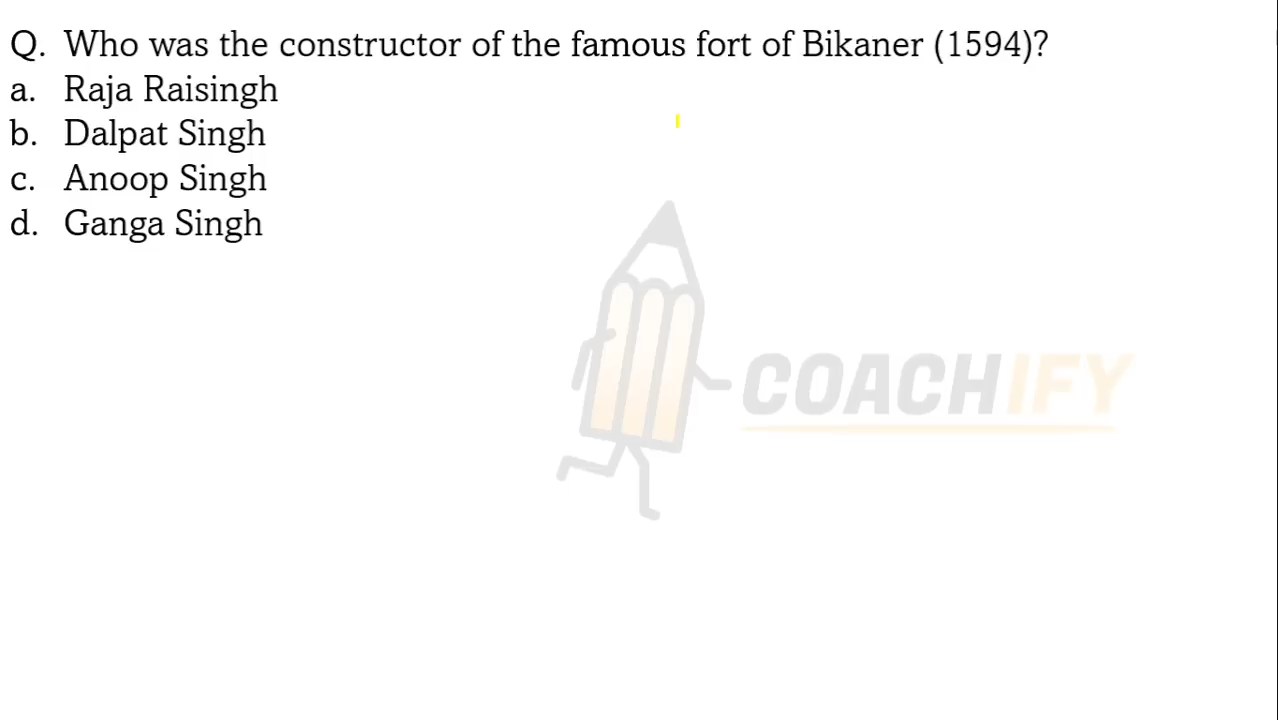 Q. Who was the constructor of the famous fort of Bikaner (1594)?
a. Raja Raisingh
b. Dalpat Singh
c. Anoop Singh
d. Ganga Singh
COACHIFY